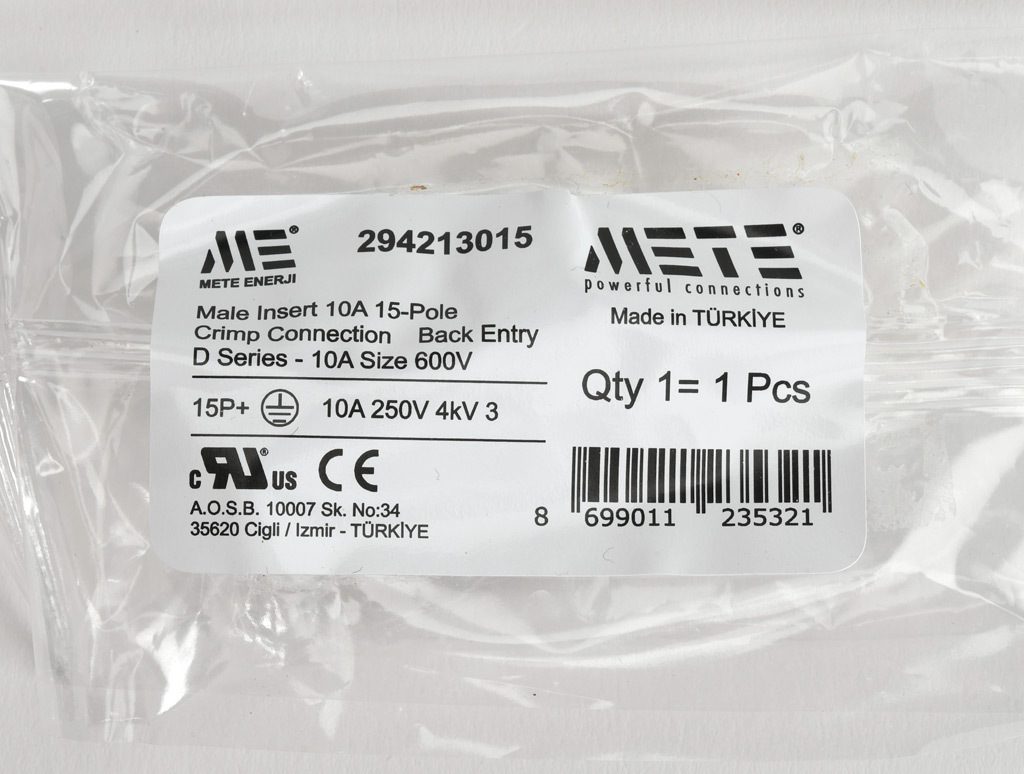 ME®
METE ENERJI
294213015
METE®
powerful connections
Made in TÜRKİYE
Male Insert 10A 15-Pole
Crimp Connection Back Entry
D Series - 10A Size 600V
Qty 1= 1 Pcs
15P+ 10A 250V 4kV 3
c RU® US CE
A.O.S.B. 10007 Sk. No:34
35620 Cigli / Izmir - TÜRKİYE
8 699011 235321